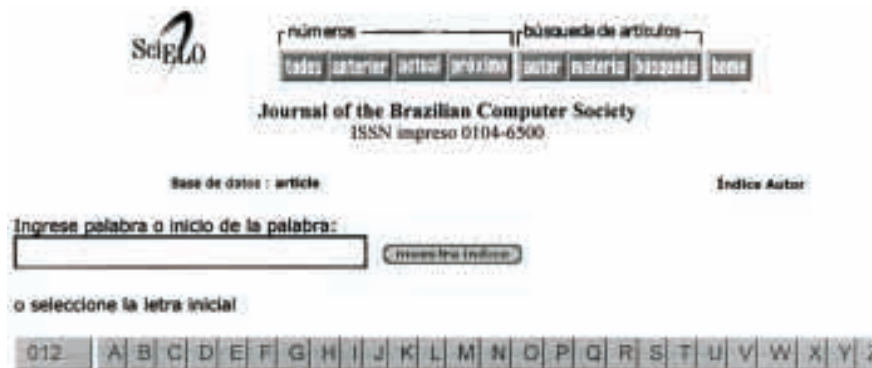 SciELO
números búsqueda de artículos
todos anterior actual próximo autor materia búsqueda home
Journal of the Brazilian Computer Society
ISSN impreso 0104-6500
Base de datos : article Índice Autor
Ingrese palabra o inicio de la palabra:
muestra índice
o seleccione la letra inicial
012... A B C D E F G H I J K L M N O P Q R S T U V W X Y Z